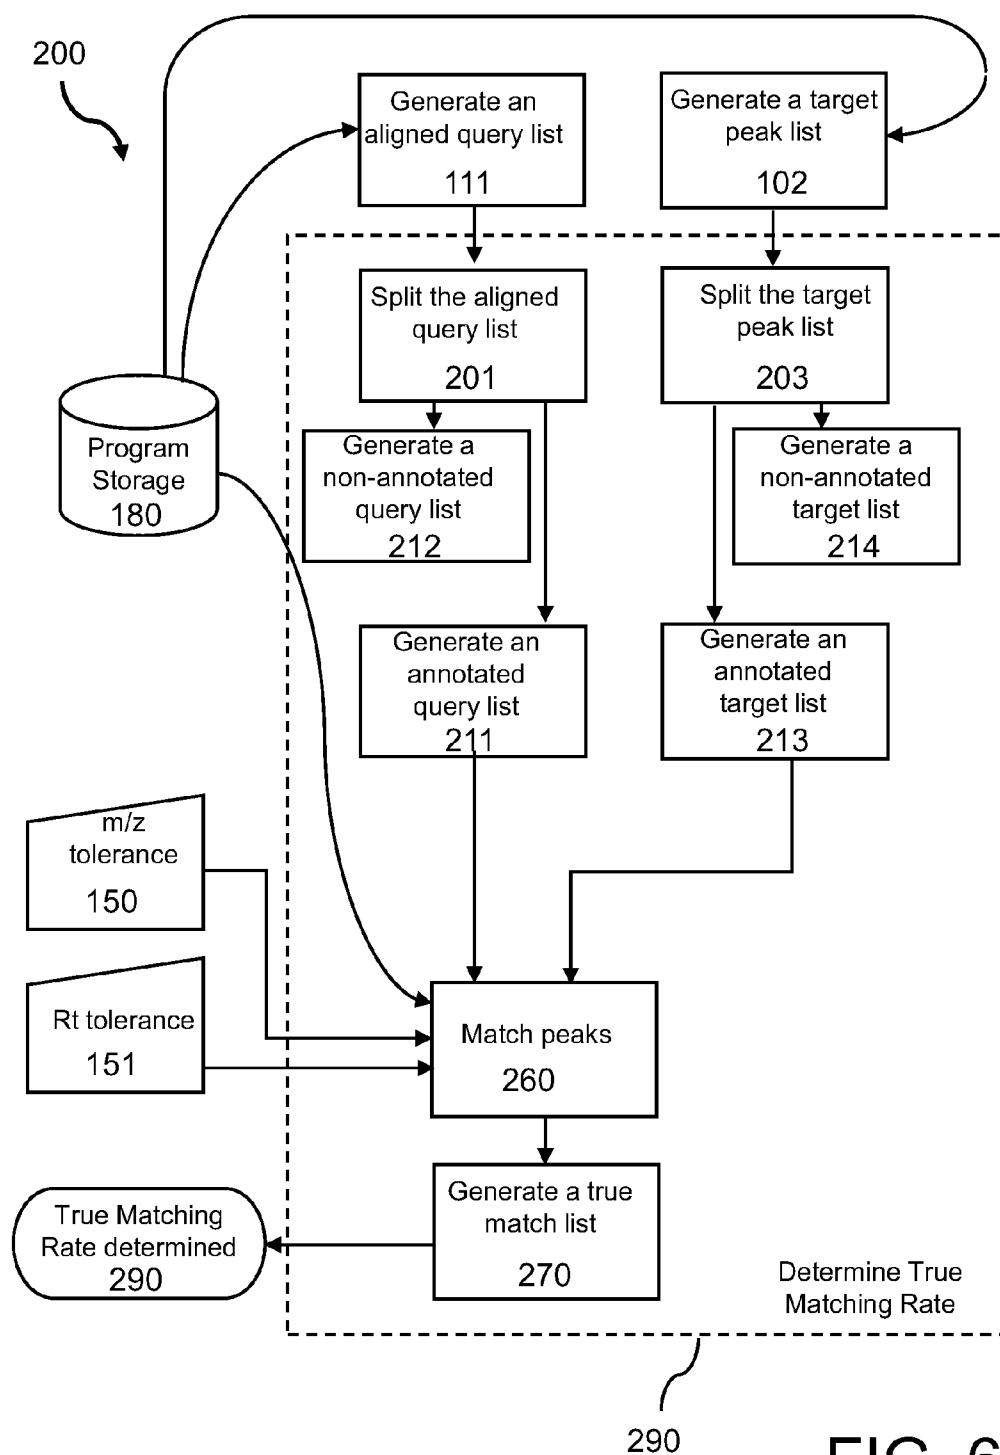 200
Generate an
aligned query list
111
Generate a target
peak list
102
Split the aligned
query list
201
Split the target
peak list
203
Program
Storage
180
Generate a
non-annotated
query list
212
Generate a
non-annotated
target list
214
Generate an
annotated
query list
211
Generate an
annotated
target list
213
m/z
tolerance
150
Rt tolerance
151
Match peaks
260
Generate a true
match list
270
True Matching
Rate determined
290
Determine True
Matching Rate
290
FIG. 6